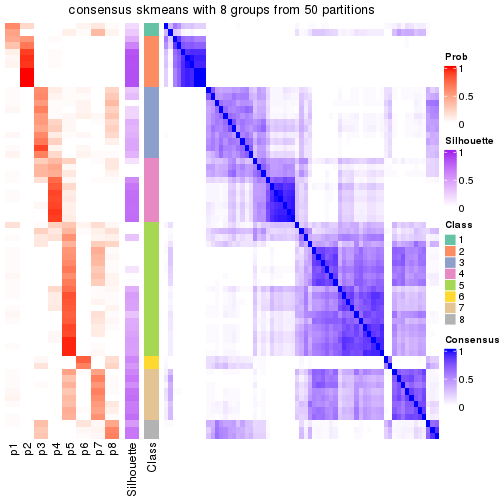 consensus skmeans with 8 groups from 50 partitions
Prob
1
0.5
0
Silhouette
1
0.5
0
Class
1
2
3
4
5
6
7
8
Consensus
1
0.5
0
p1
p2
p3
p4
p5
p6
p7
p8
Silhouette
Class